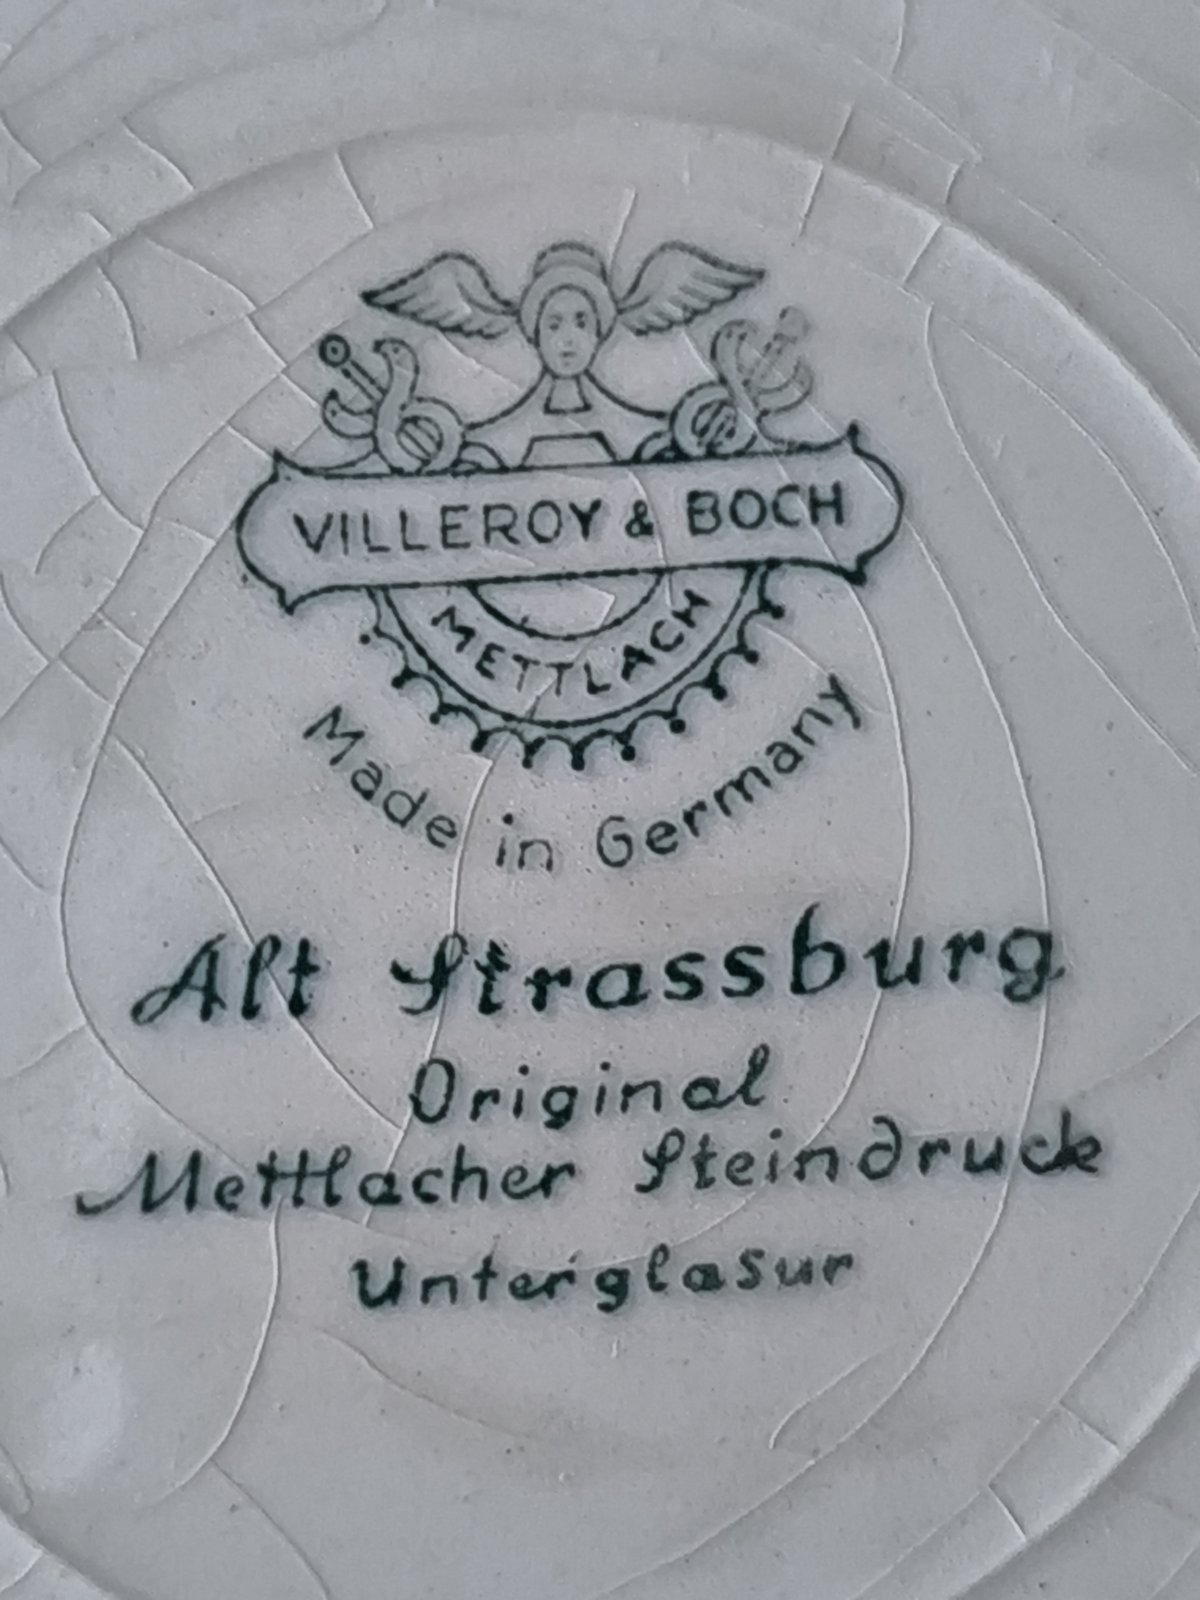 VILLEROY & BOCH
METTLACH
Made in Germany
Alt Strassburg
Original
Mettlacher Steindruck
Unterglasur